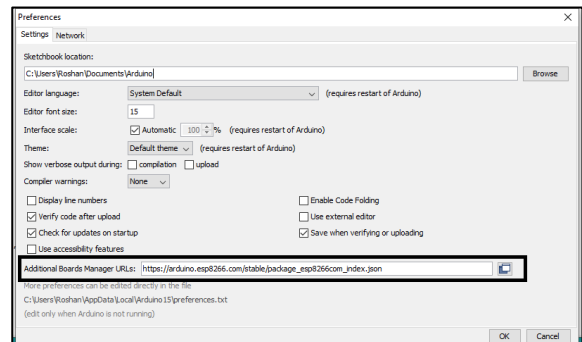 Preferences
Settings Network
Sketchbook location:
C:\Users\Roshan\Documents\Arduino
Browse
Editor language: System Default (requires restart of Arduino)
Editor font size: 15
Interface scale: Automatic 100 % (requires restart of Arduino)
Theme: Default theme (requires restart of Arduino)
Show verbose output during: compilation upload
Compiler warnings: None
Display line numbers Enable Code Folding
Verify code after upload Use external editor
Check for updates on startup Save when verifying or uploading
Use accessibility features
Additional Boards Manager URLs: https://arduino.esp8266.com/stable/package_esp8266com_index.json
More preferences can be edited directly in the file
C:\Users\Roshan\AppData\Local\Arduino15\preferences.txt
(edit only when Arduino is not running)
OK Cancel